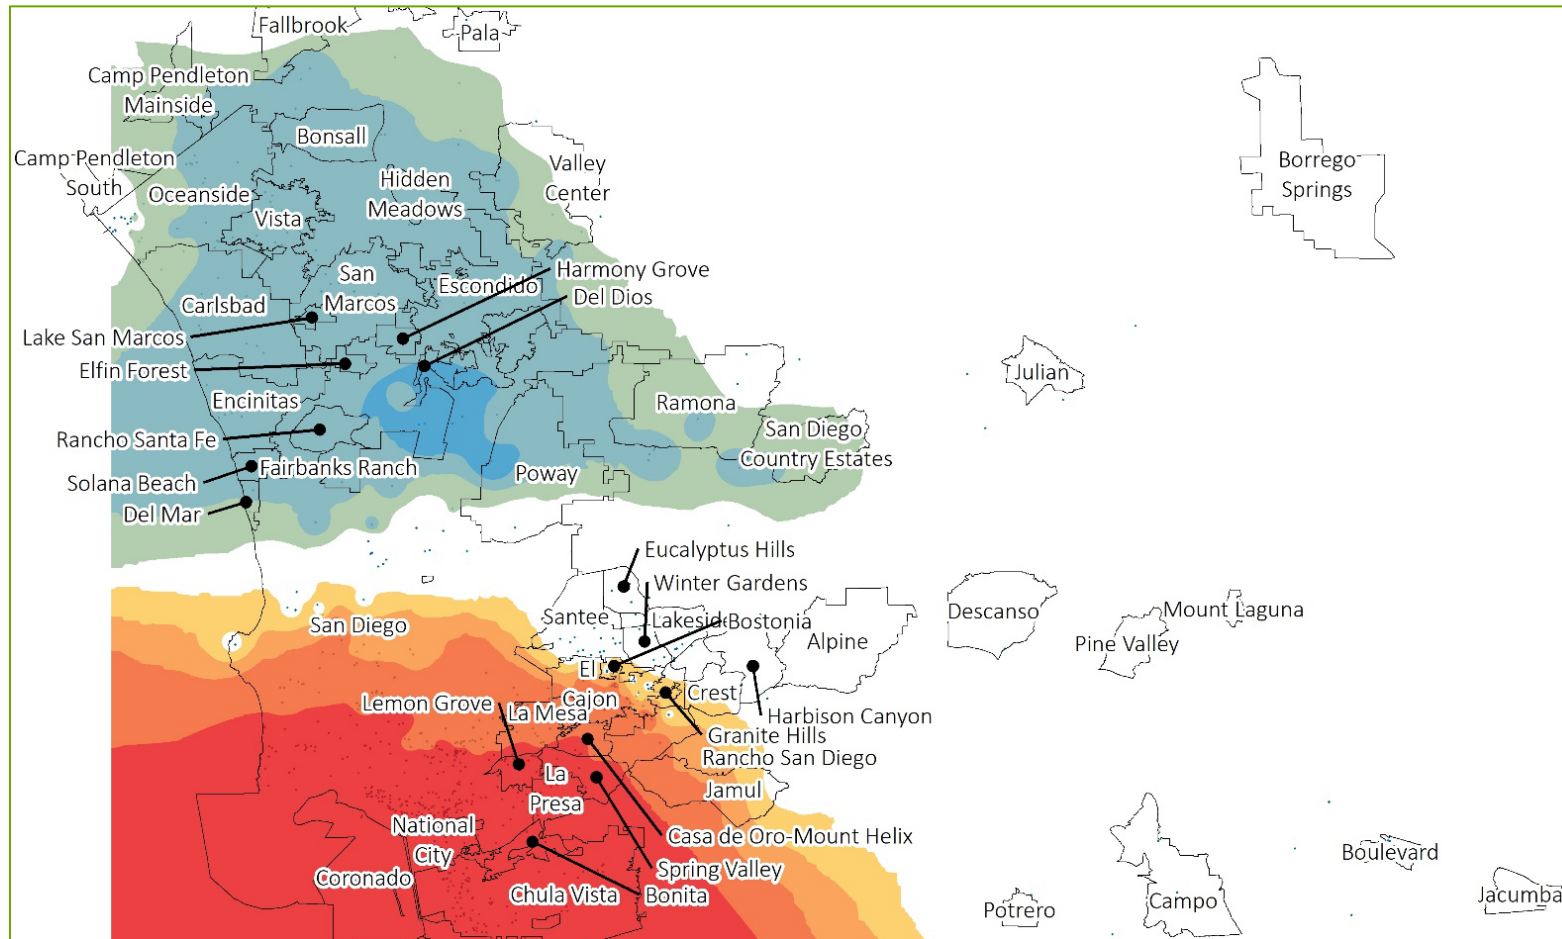 Fallbrook
Pala
Camp Pendleton
Mainside
Bonsall
Camp Pendleton
South
Oceanside
Vista
Hidden
Meadows
Valley
Center
Borrego
Springs
San
Marcos
Escondido
Harmony Grove
Del Dios
Carlsbad
Lake San Marcos
Elfin Forest
Julian
Encinitas
Ramona
Rancho Santa Fe
San Diego
Country Estates
Solana Beach
Fairbanks Ranch
Poway
Del Mar
Eucalyptus Hills
Winter Gardens
Santee
Lakesid
Bostonia
San Diego
Alpine
Descanso
Mount Laguna
Pine Valley
El
Cajon
Crest
Lemon Grove
La Mesa
Harbison Canyon
Granite Hills
Rancho San Diego
La
Presa
Jamul
National
City
Casa de Oro-Mount Helix
Spring Valley
Coronado
Chula Vista
Bonita
Boulevard
Potrero
Campo
Jacumba